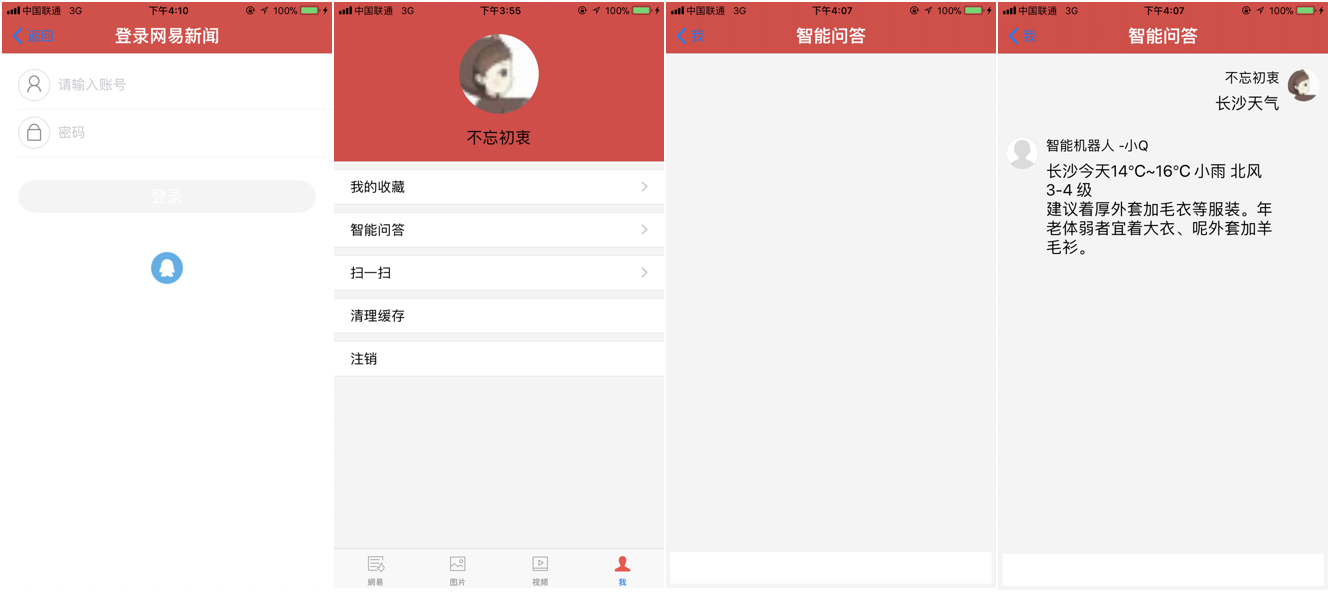 中国联通 3G 下午4:10 100%
返回 登录网易新闻
请输入账号
密码
登录
中国联通 3G 下午3:55 100%
不忘初衷
我的收藏
智能问答
扫一扫
清理缓存
注销
網易 图片 视频 我
中国联通 3G 下午4:07 100%
我 智能问答
中国联通 3G 下午4:07 100%
我 智能问答
不忘初衷
长沙天气
智能机器人 -小Q
长沙今天14°C~16°C 小雨 北风
3-4 级
建议着厚外套加毛衣等服装。年
老体弱者宜着大衣、呢外套加羊
毛衫。